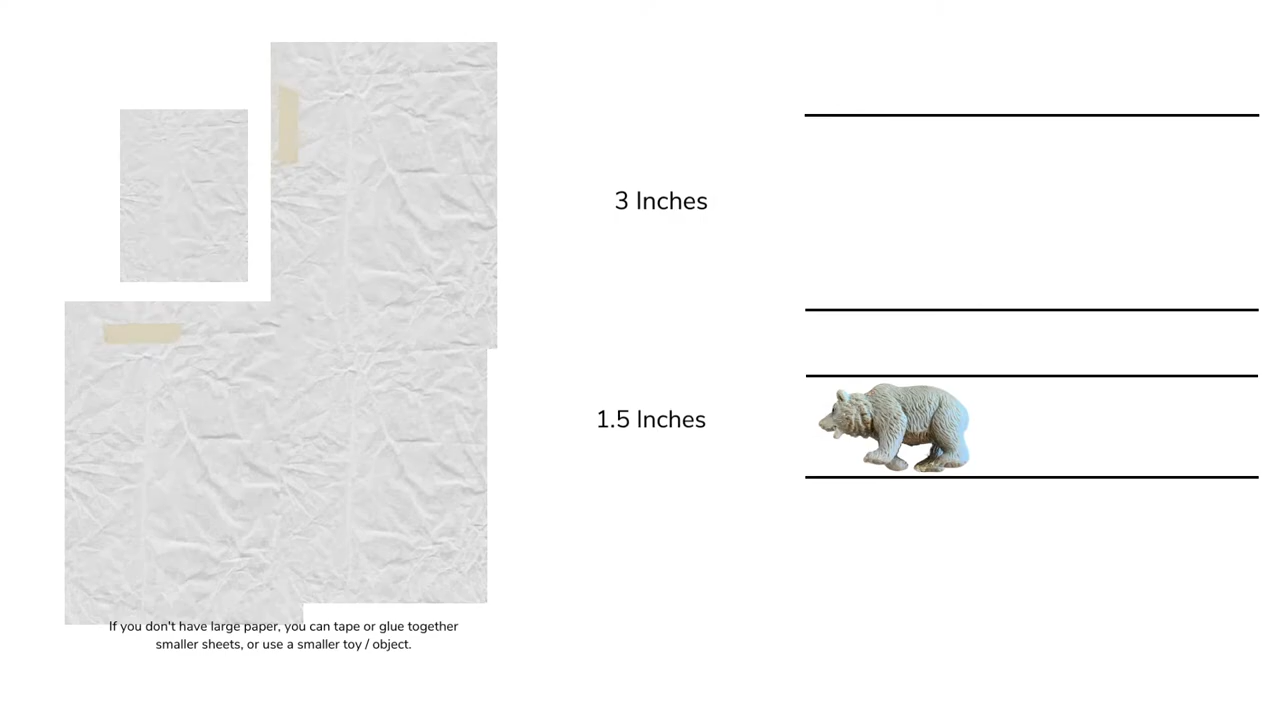 3 Inches
1.5 Inches
If you don't have large paper, you can tape or glue together
smaller sheets, or use a smaller toy / object.